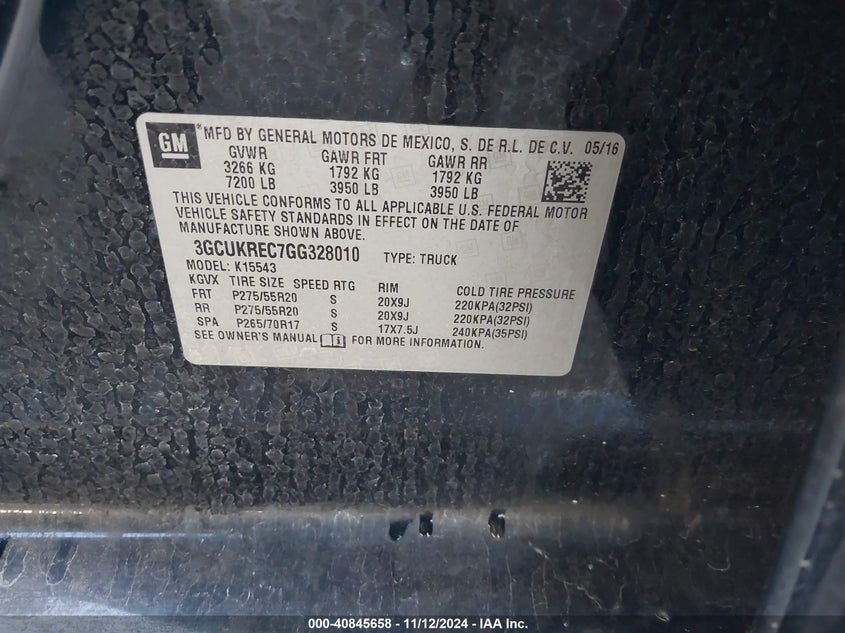 GM
® MFD BY GENERAL MOTORS DE MEXICO, S. DE R.L. DE C.V. 05/16
GVWR GAWR FRT GAWR RR
3266 KG 1792 KG 1792 KG
7200 LB 3950 LB 3950 LB
THIS VEHICLE CONFORMS TO ALL APPLICABLE U.S. FEDERAL MOTOR
VEHICLE SAFETY STANDARDS IN EFFECT ON THE DATE OF
MANUFACTURE SHOWN ABOVE.
3GCUKREC7GG328010 TYPE: TRUCK
MODEL: K15543
KGVX TIRE SIZE SPEED RTG RIM COLD TIRE PRESSURE
FRT P275/55R20 S 20X9J 220KPA(32PSI)
RR P275/55R20 S 20X9J 220KPA(32PSI)
SPA P265/70R17 S 17X7.5J 240KPA(35PSI)
SEE OWNER'S MANUAL FOR MORE INFORMATION.
000-40845658 - 11/12/2024 - IAA Inc.